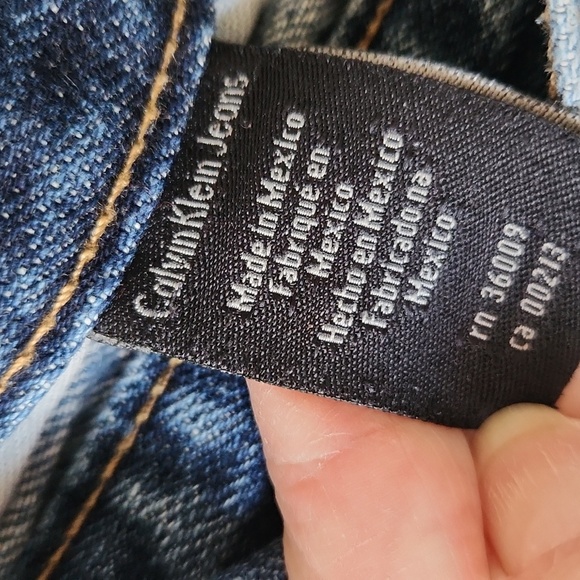 Calvin Klein Jeans
Made in Mexico
Fabriqué en
Mexico
Hecho en Mexico
Fabricado na
Mexico
rn 36009
ca 00213